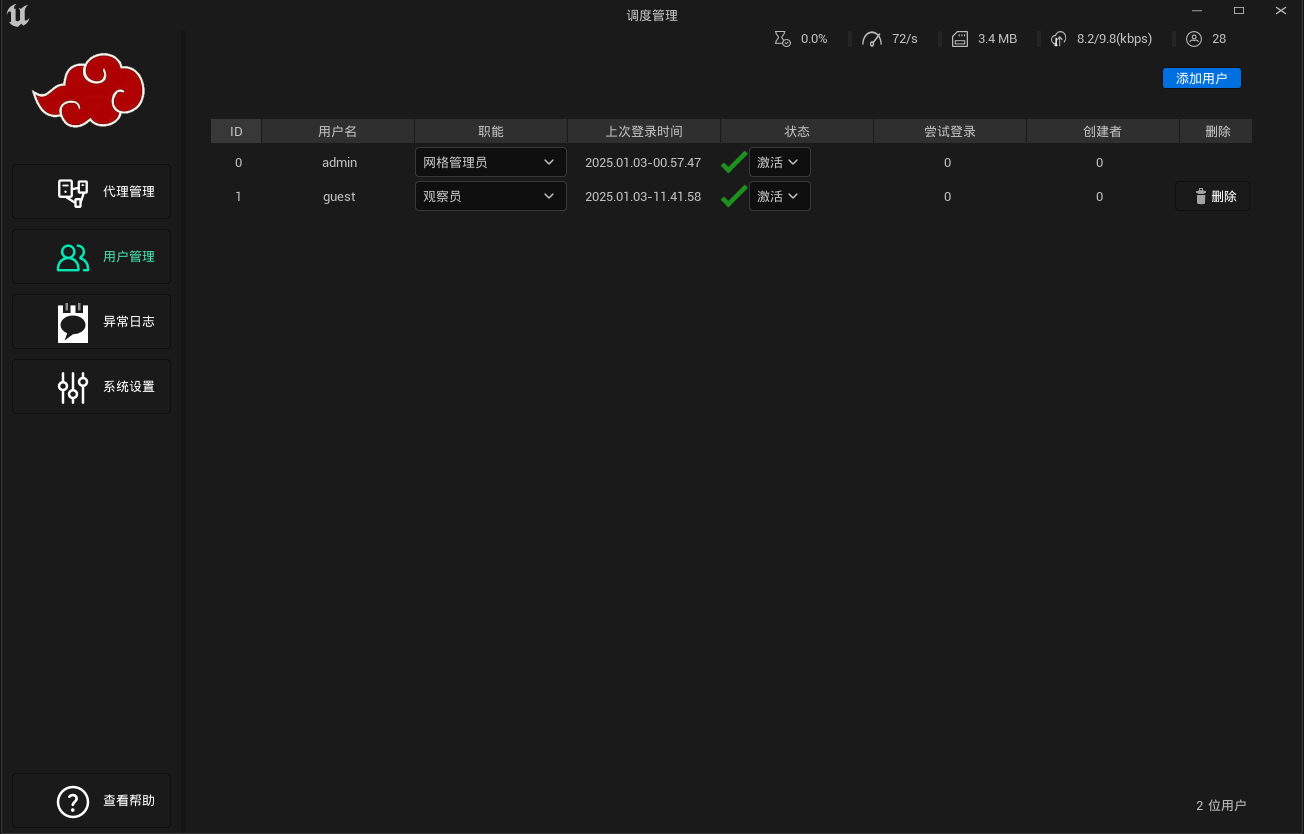 调度管理
0.0% 72/s 3.4 MB 8.2/9.8(kbps) 28
添加用户
ID 用户名 职能 上次登录时间 状态 尝试登录 创建者 删除
0 admin 网格管理员 2025.01.03-00.57.47 激活 0 0
1 guest 观察员 2025.01.03-11.41.58 激活 0 0 删除
代理管理
用户管理
异常日志
系统设置
查看帮助
2 位用户